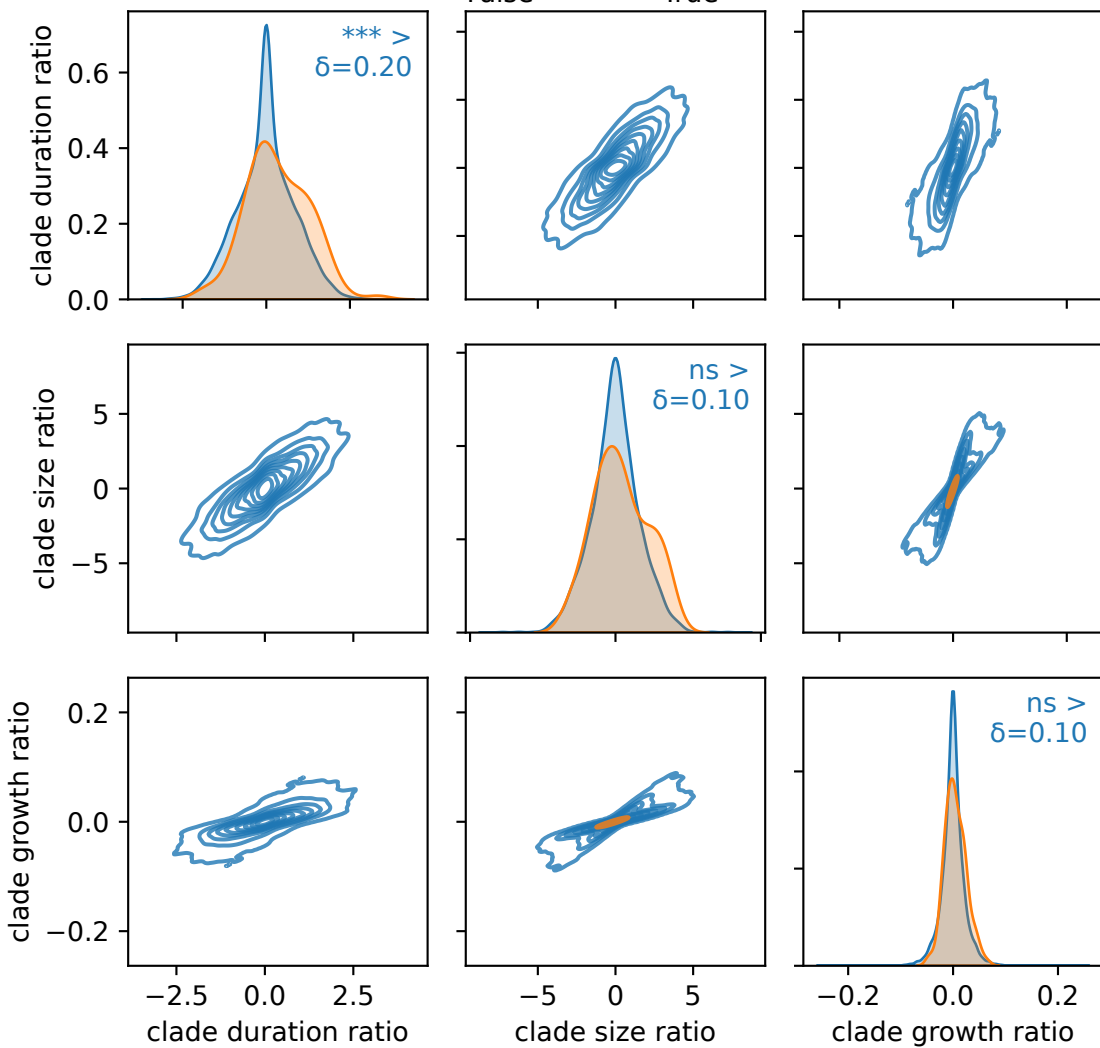 clade duration ratio
0.6
0.4
0.2
0.0
*** >
δ=0.20
clade size ratio
5
0
−5
ns >
δ=0.10
clade growth ratio
0.2
0.0
−0.2
ns >
δ=0.10
−2.5 0.0 2.5
−5 0 5
−0.2 0.0 0.2
clade duration ratio
clade size ratio
clade growth ratio